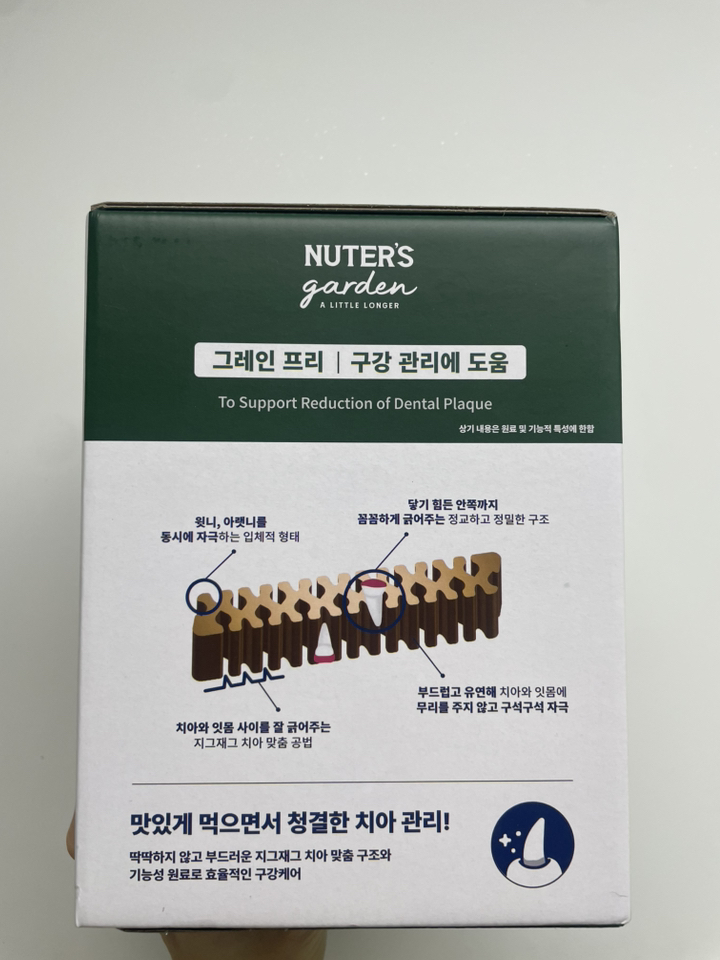 NUTER'S
garden
A LITTLE LONGER
그레인 프리 | 구강 관리에 도움
To Support Reduction of Dental Plaque
상기 내용은 원료 및 기능적 특성에 한함
윗니, 아랫니를
동시에 자극하는 입체적 형태
닿기 힘든 안쪽까지
꼼꼼하게 긁어주는 정교하고 정밀한 구조
부드럽고 유연해 치아와 잇몸에
무리를 주지 않고 구석구석 자극
치아와 잇몸 사이를 잘 긁어주는
지그재그 치아 맞춤 공법
맛있게 먹으면서 청결한 치아 관리!
딱딱하지 않고 부드러운 지그재그 치아 맞춤 구조와
기능성 원료로 효율적인 구강케어